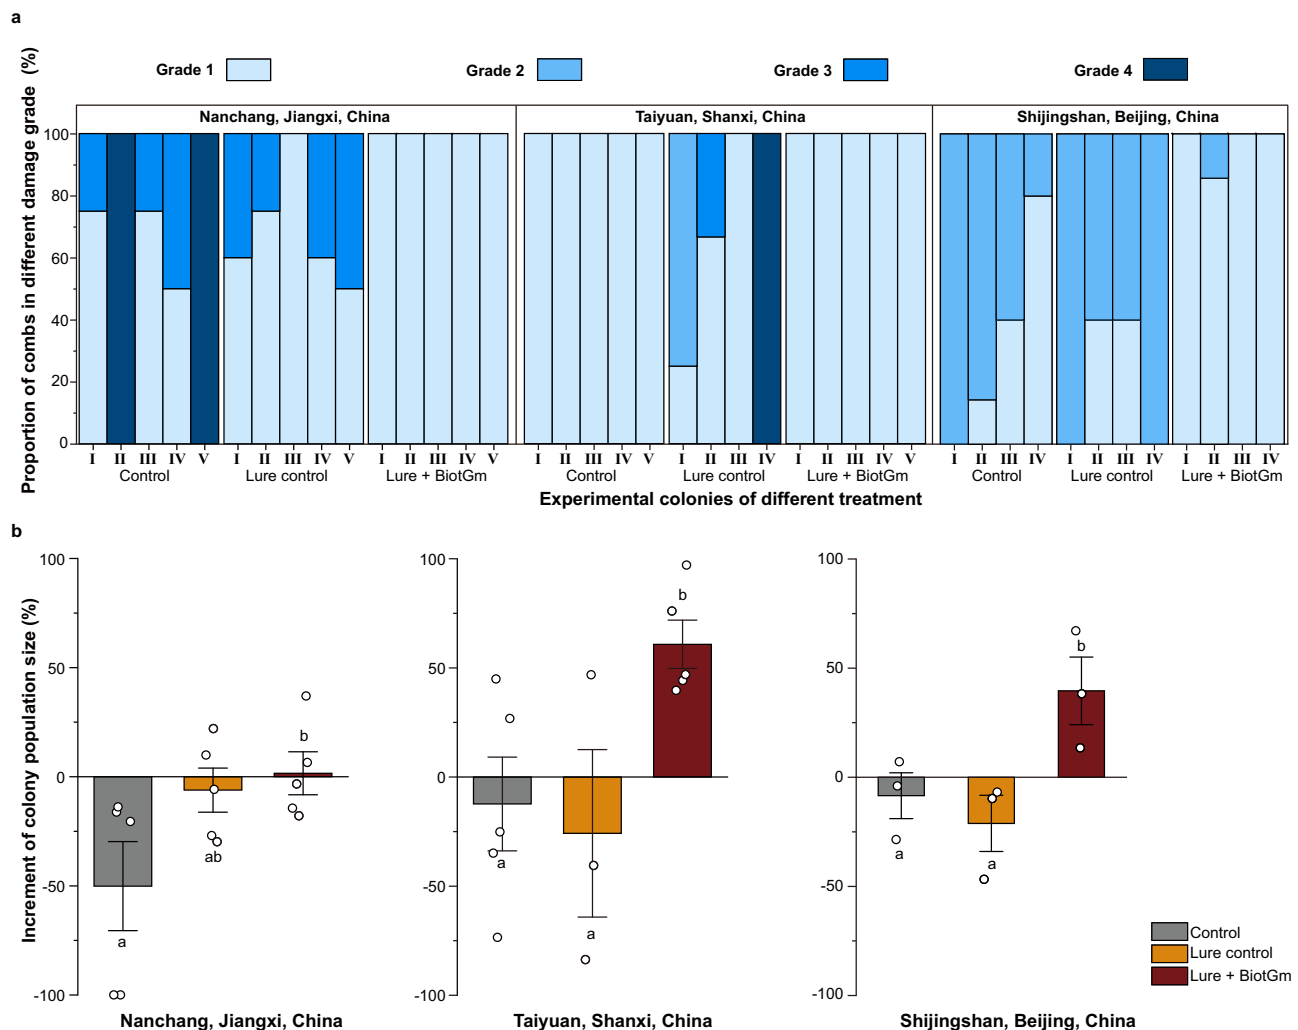 a
Proportion of combs in different damage grade (%)
Grade 1 Grade 2 Grade 3 Grade 4
Nanchang, Jiangxi, China Taiyuan, Shanxi, China Shijingshan, Beijing, China
100
80
60
40
20
0
I II III IV V I II III IV V I II III IV V I II III IV V I II III IV I II III IV V I II III IV I II III IV I II III IV
Control Lure control Lure + BiotGm Control Lure control Lure + BiotGm Control Lure control Lure + BiotGm
Experimental colonies of different treatment
b
Increment of colony population size (%)
100 100 100
b
50 50 b 50
b
0 0 0
ab a a a
-50 -50 -50
a a
Control
Lure control
Lure + BiotGm
-100 -100 -100
Nanchang, Jiangxi, China Taiyuan, Shanxi, China Shijingshan, Beijing, China